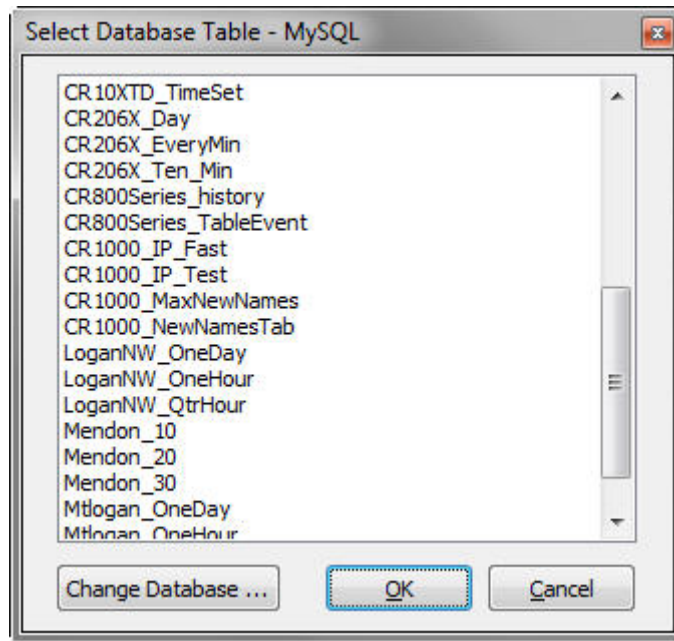 Select Database Table - MySQL
CR10XTD_TimeSet
CR206X_Day
CR206X_EveryMin
CR206X_Ten_Min
CR800Series_history
CR800Series_TableEvent
CR1000_IP_Fast
CR1000_IP_Test
CR1000_MaxNewNames
CR1000_NewNamesTab
LoganNW_OneDay
LoganNW_OneHour
LoganNW_QtrHour
Mendon_10
Mendon_20
Mendon_30
Mtlogan_OneDay
Mtlogan_OneHour
Change Database ... OK Cancel